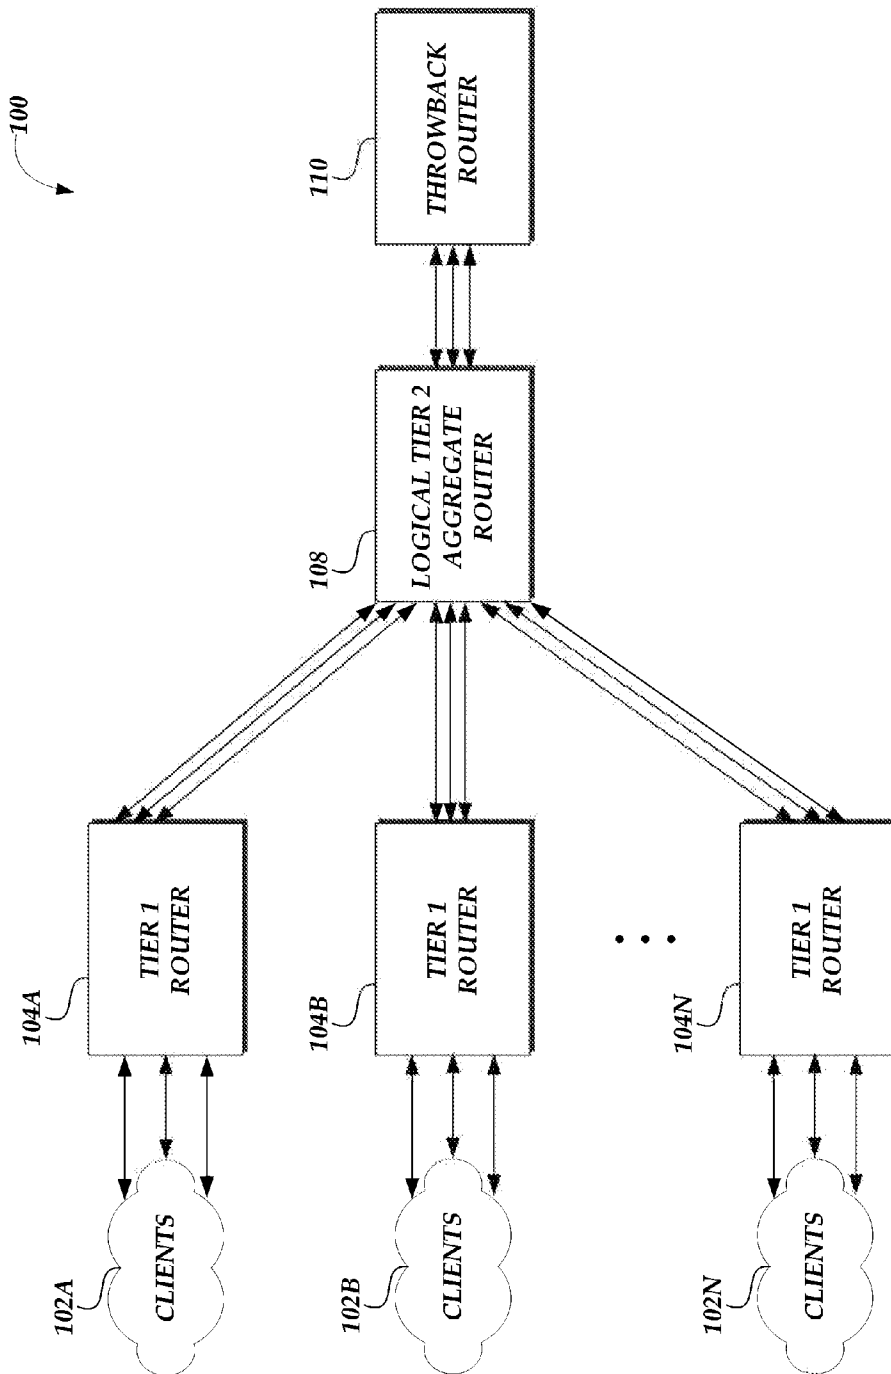 100
102A
CLIENTS
104A
TIER 1
ROUTER
102B
CLIENTS
104B
TIER 1
ROUTER
108
LOGICAL TIER 2
AGGREGATE
ROUTER
110
THROWBACK
ROUTER
102N
CLIENTS
104N
TIER 1
ROUTER